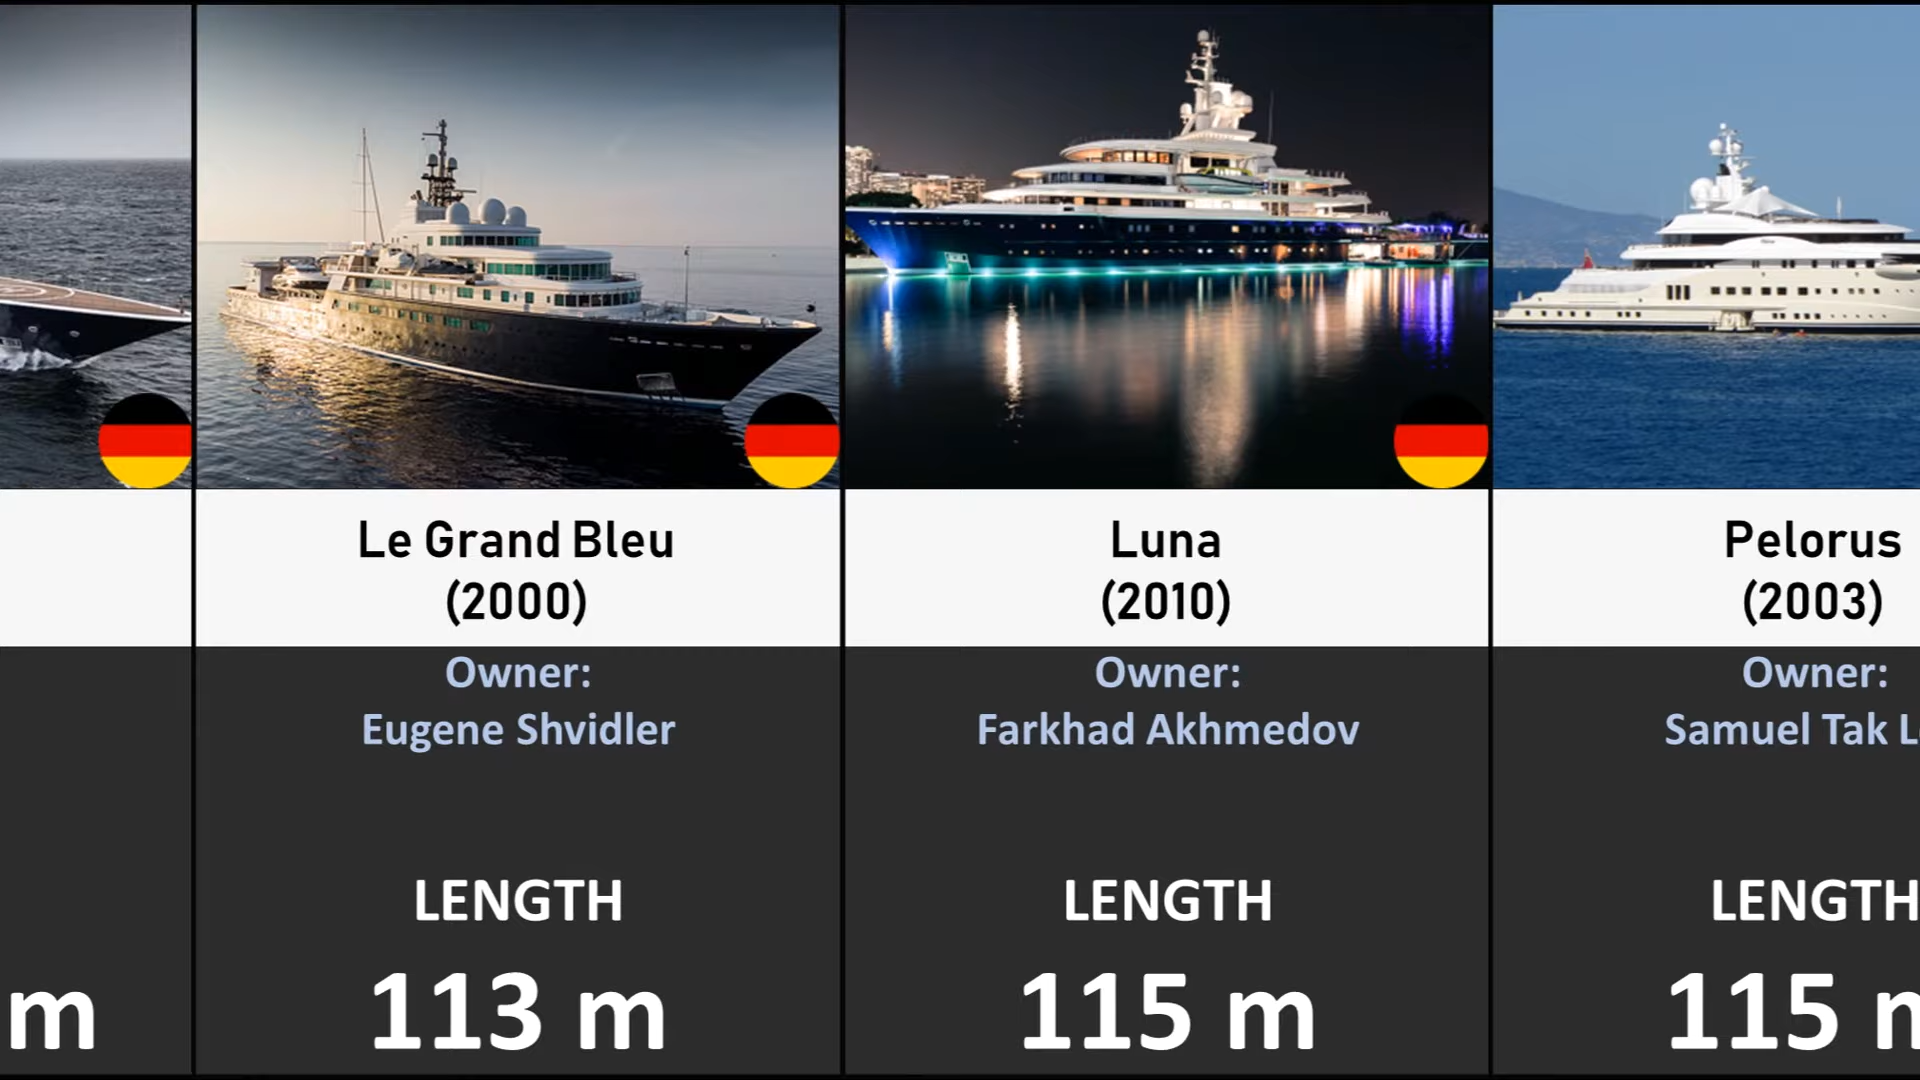 m
Le Grand Bleu
(2000)
Owner:
Eugene Shvidler
LENGTH
113 m
Luna
(2010)
Owner:
Farkhad Akhmedov
LENGTH
115 m
Pelorus
(2003)
Owner:
Samuel Tak
LENGTH
115